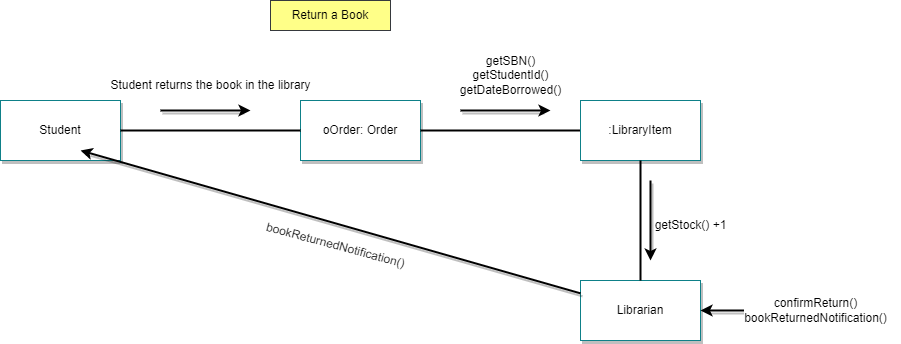 Return a Book
getSBN()
getStudentId()
getDateBorrowed()
Student returns the book in the library
Student
oOrder: Order
:LibraryItem
getStock() +1
bookReturnedNotification()
Librarian
confirmReturn()
bookReturnedNotification()